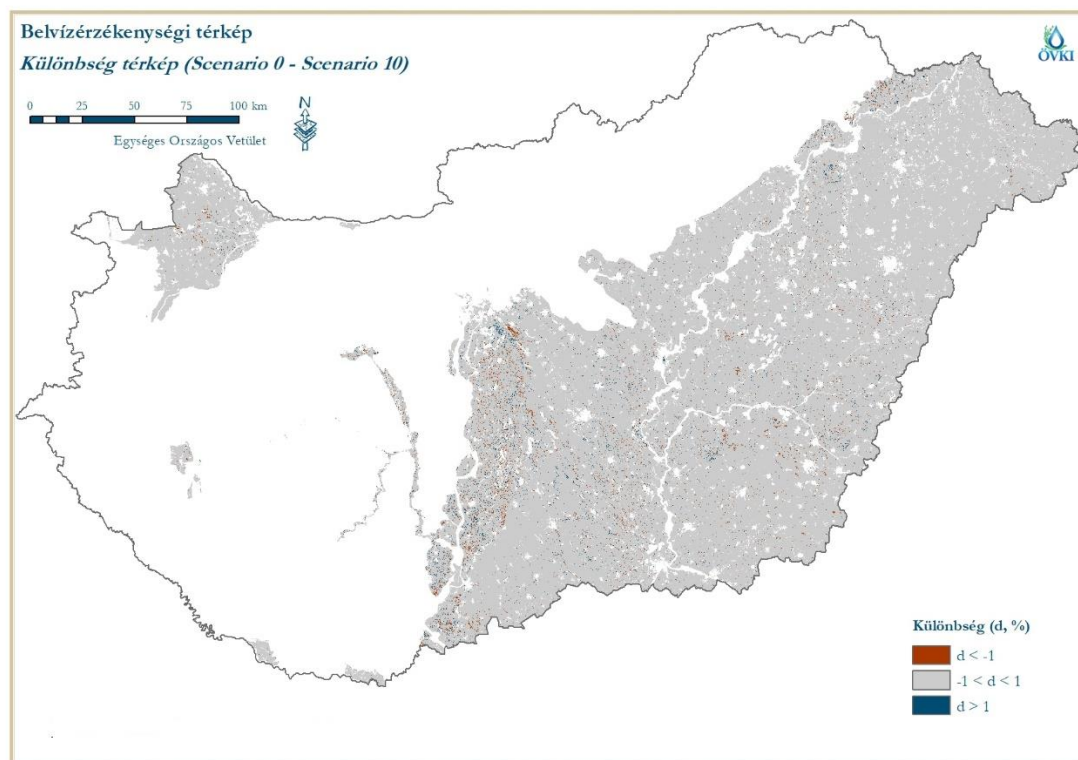 Belvízérzékenységi térkép
Különbség térkép (Scenario 0 - Scenario 10)
0 25 50 75 100 km
N
Egységes Országos Vetület
ÖVKI
Különbség (d, %)
d < -1
-1 < d < 1
d > 1